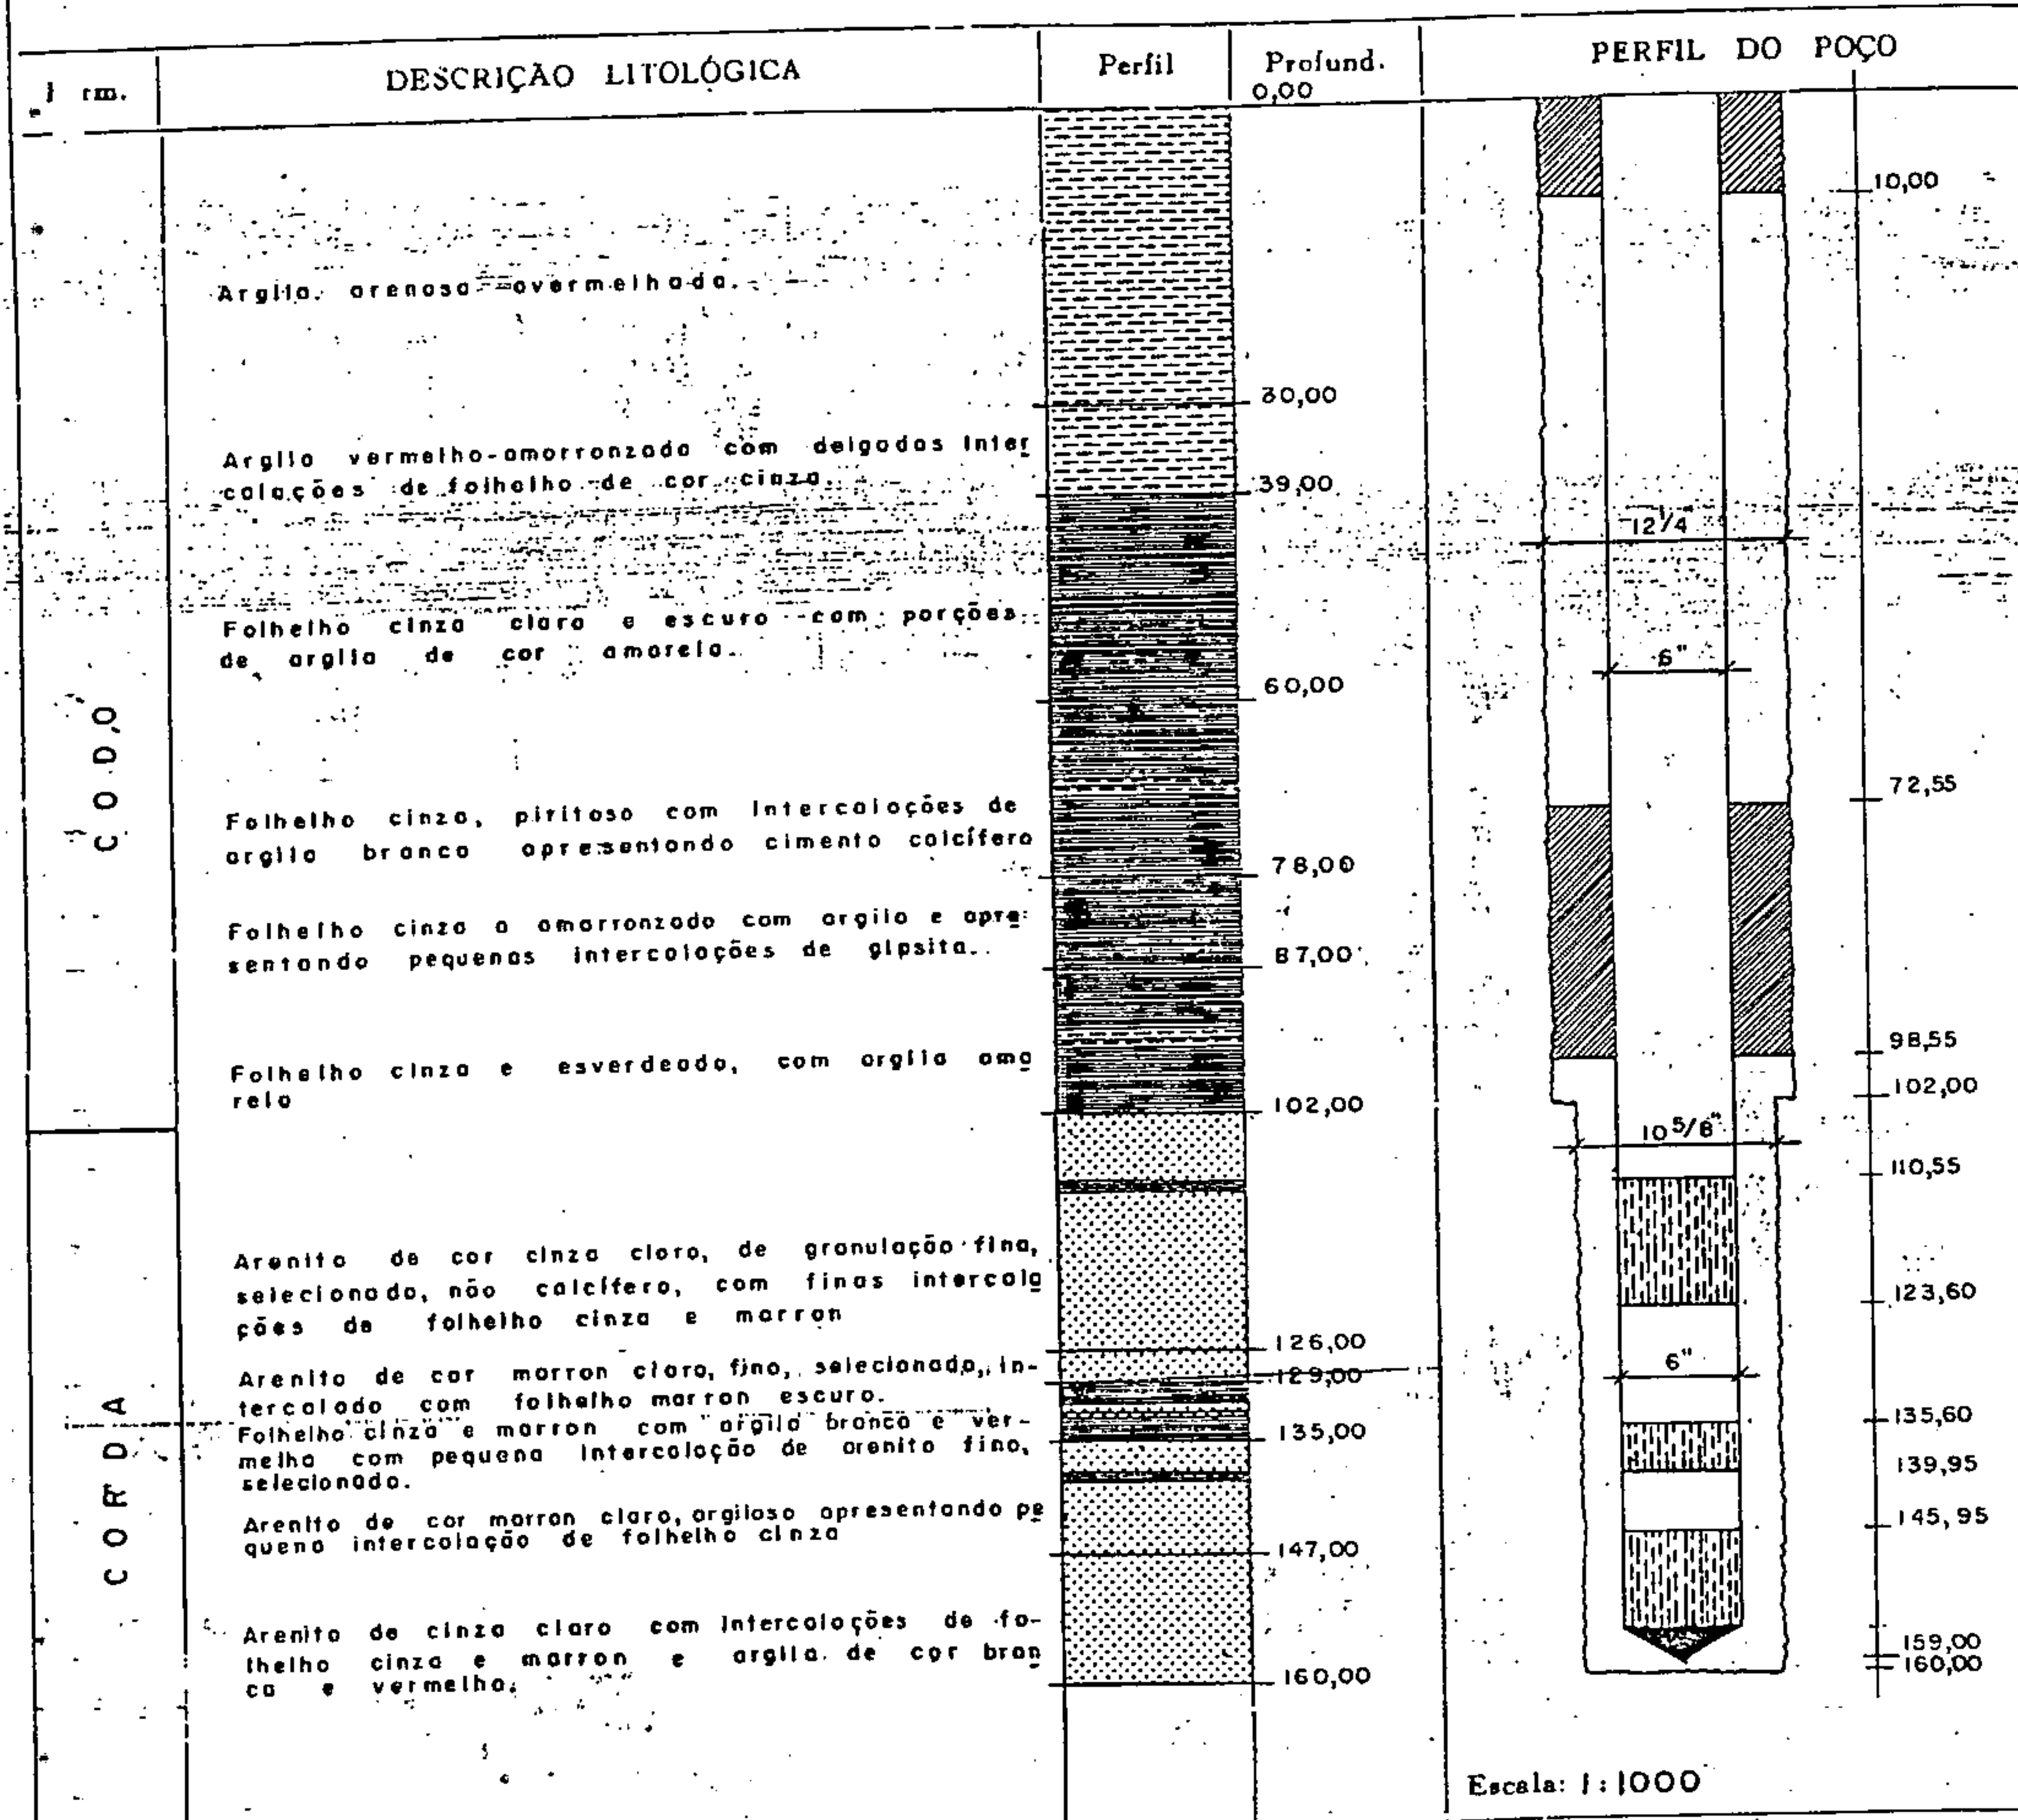 rm.
DESCRIÇÃO LITOLÓGICA
Perfil
Profund.
0,00
PERFIL DO POÇO
10,00
Argila arenosa avermelhada.
30,00
Argila vermelho-amarronzada com delgadas inter
calações de folhelho de cor cinza.
39,00
12 1/4
Folhelho cinza claro e escuro com porções
de argila de cor amarela.
6"
60,00
CODO
72,55
Folhelho cinza, piritoso com intercalações de
argila branca apresentando cimento calcífero
78,00
Folhelho cinza a amarronzado com argila e apre
sentando pequenas intercalações de gipsita.
87,00
98,55
Folhelho cinza e esverdeado, com argila ama
rela
102,00
102,00
10 5/8"
110,55
Arenito de cor cinza claro, de granulação fina,
selecionado, não calcífero, com finas intercala
ções de folhelho cinza e marron
123,60
126,00
Arenito de cor marron claro, fino, selecionado, in-
tercalado com folhelho marron escuro.
129,00
6"
CORDA
Folhelho cinza e marron com argila branca e ver-
melha com pequena intercalação de arenito fino,
selecionado.
135,00
135,60
139,95
Arenito de cor marron claro, argiloso apresentando pe
quena intercalação de folhelho cinza
145,95
147,00
Arenito de cinza claro com intercalações de fo-
lhelho cinza e marron e argila de cor bran
ca e vermelha.
159,00
160,00
160,00
Escala: 1:1000